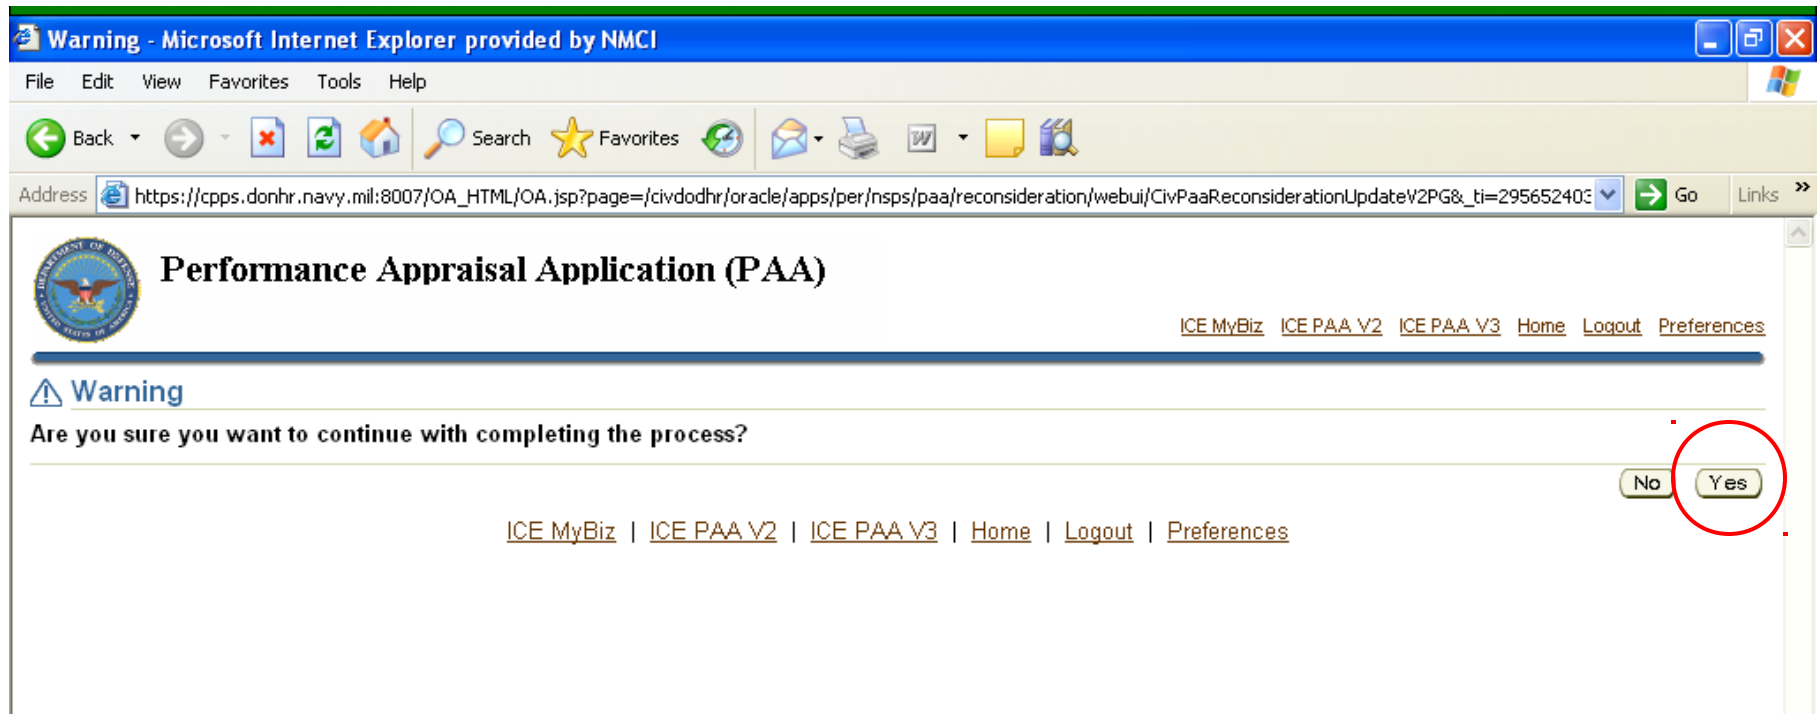 Warning - Microsoft Internet Explorer provided by NMCI
File Edit View Favorites Tools Help
Back Search Favorites
Address https://cpps.donhr.navy.mil:8007/OA_HTML/OA.jsp?page=/civdodhr/oracle/apps/per/nsps/paa/reconsideration/webui/CivPaaReconsiderationUpdateV2PG&_ti=295652403 Go Links »
Performance Appraisal Application (PAA)
ICE MyBiz ICE PAA V2 ICE PAA V3 Home Logout Preferences
Warning
Are you sure you want to continue with completing the process?
No Yes
ICE MyBiz | ICE PAA V2 | ICE PAA V3 | Home | Logout | Preferences